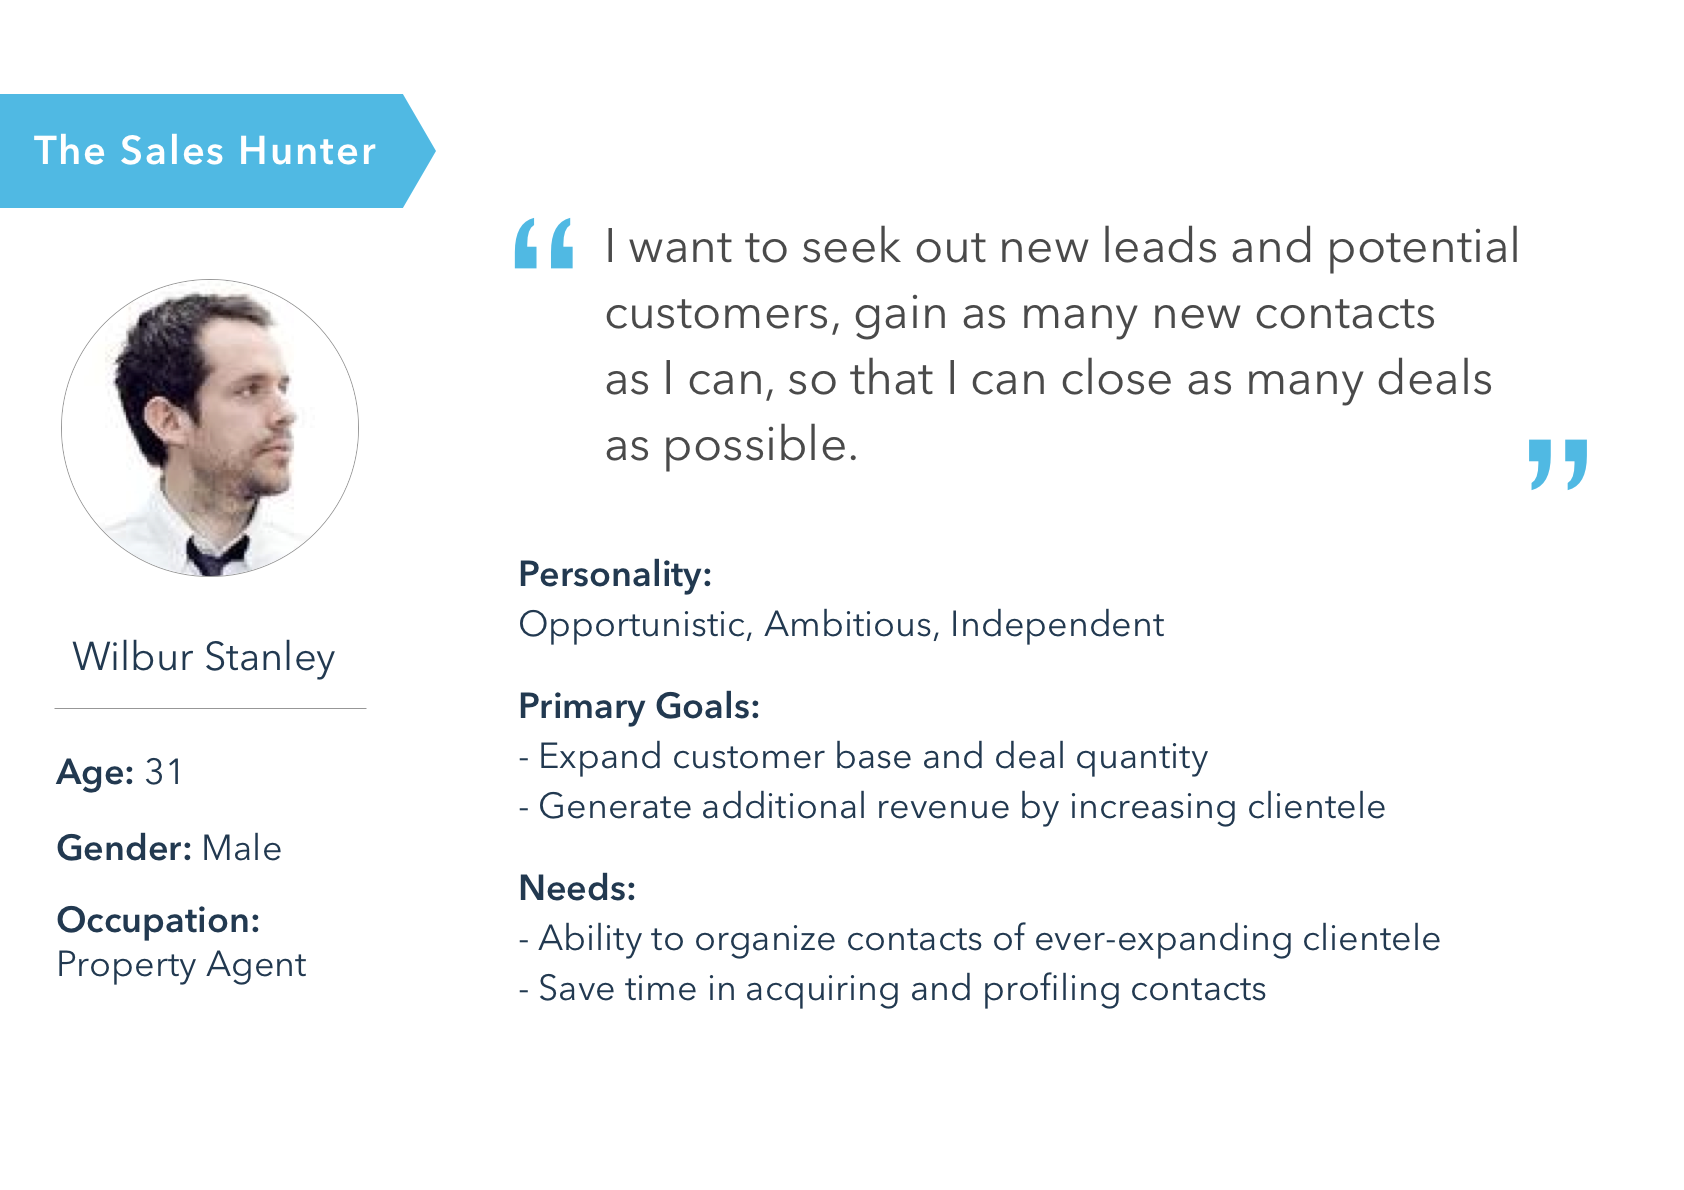 The Sales Hunter
“ I want to seek out new leads and potential
customers, gain as many new contacts
as I can, so that I can close as many deals
as possible. ”
Wilbur Stanley
Age: 31
Gender: Male
Occupation:
Property Agent
Personality:
Opportunistic, Ambitious, Independent
Primary Goals:
- Expand customer base and deal quantity
- Generate additional revenue by increasing clientele
Needs:
- Ability to organize contacts of ever-expanding clientele
- Save time in acquiring and profiling contacts